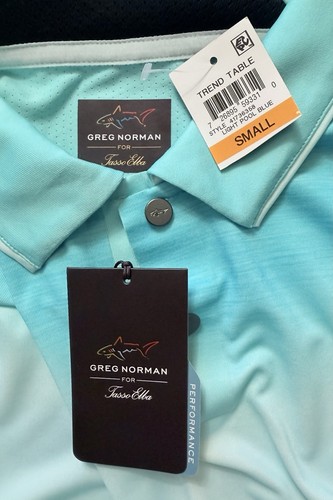 GREG NORMAN
FOR
Tasso Elba
TREND TABLE
7 26895 59231 0
STYLE 41736358
LIGHT POOL BLUE
SMALL
GREG NORMAN
FOR
Tasso Elba
PERFORMANCE